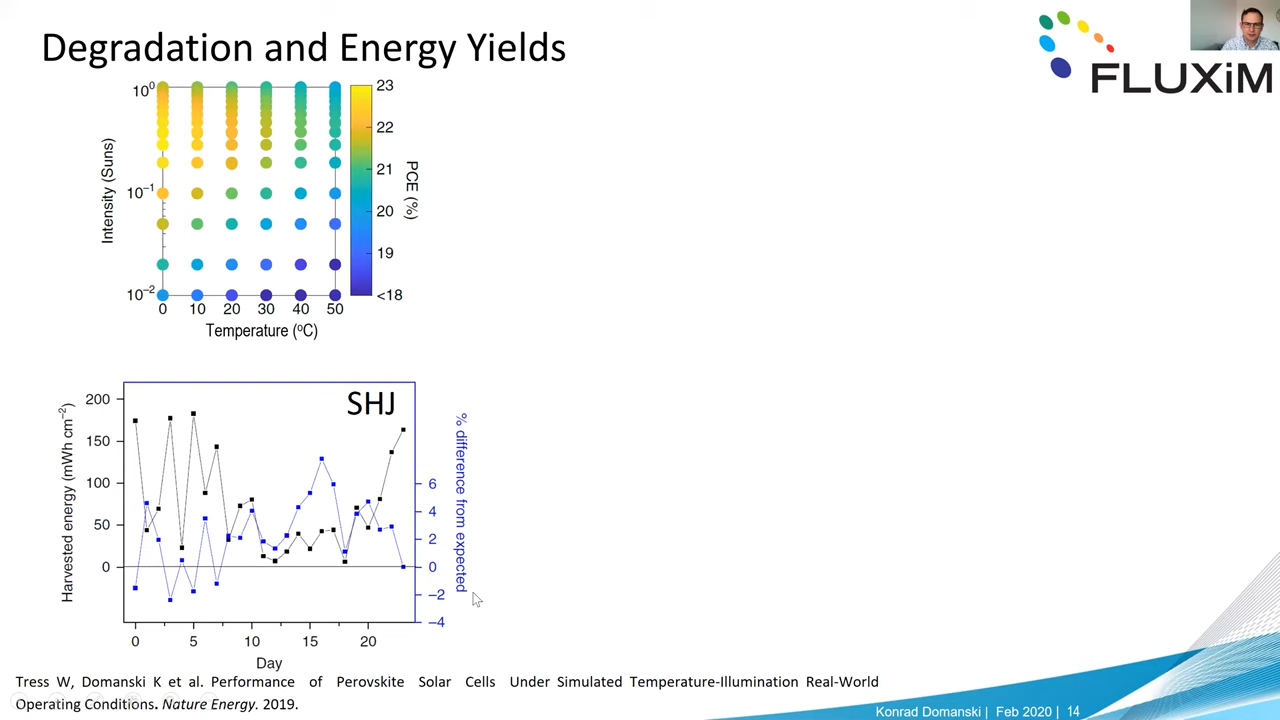 Degradation and Energy Yields
FLUXiM
10⁰
10⁻¹
10⁻²
Intensity (Suns)
0 10 20 30 40 50
Temperature (ºC)
23
22
21
20
19
<18
PCE (%)
SHJ
200
150
100
50
0
Harvested energy (mWh cm⁻²)
6
4
2
0
−2
−4
% difference from expected
0 5 10 15 20
Day
Tress W, Domanski K et al. Performance of Perovskite Solar Cells Under Simulated Temperature-Illumination Real-World
Operating Conditions. Nature Energy. 2019.
Konrad Domanski | Feb 2020 | 14